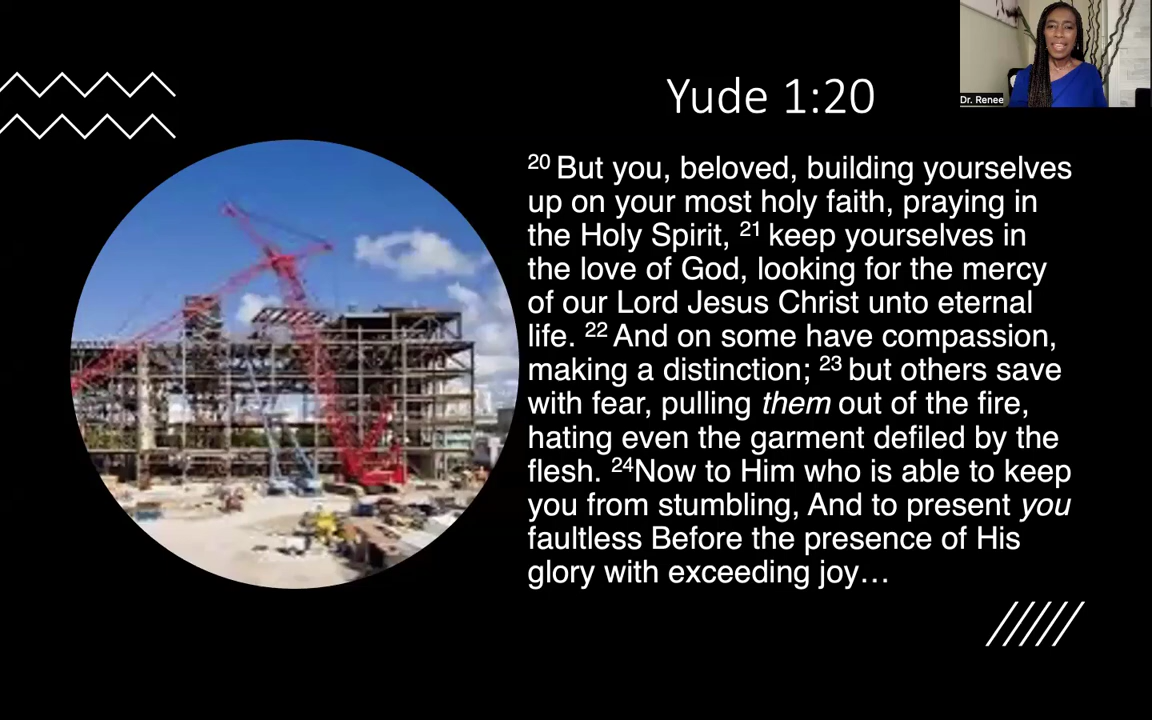 Yude 1:20
Dr. Renee
²⁰ But you, beloved, building yourselves
up on your most holy faith, praying in
the Holy Spirit, ²¹ keep yourselves in
the love of God, looking for the mercy
of our Lord Jesus Christ unto eternal
life. ²² And on some have compassion,
making a distinction; ²³ but others save
with fear, pulling them out of the fire,
hating even the garment defiled by the
flesh. ²⁴Now to Him who is able to keep
you from stumbling, And to present you
faultless Before the presence of His
glory with exceeding joy…